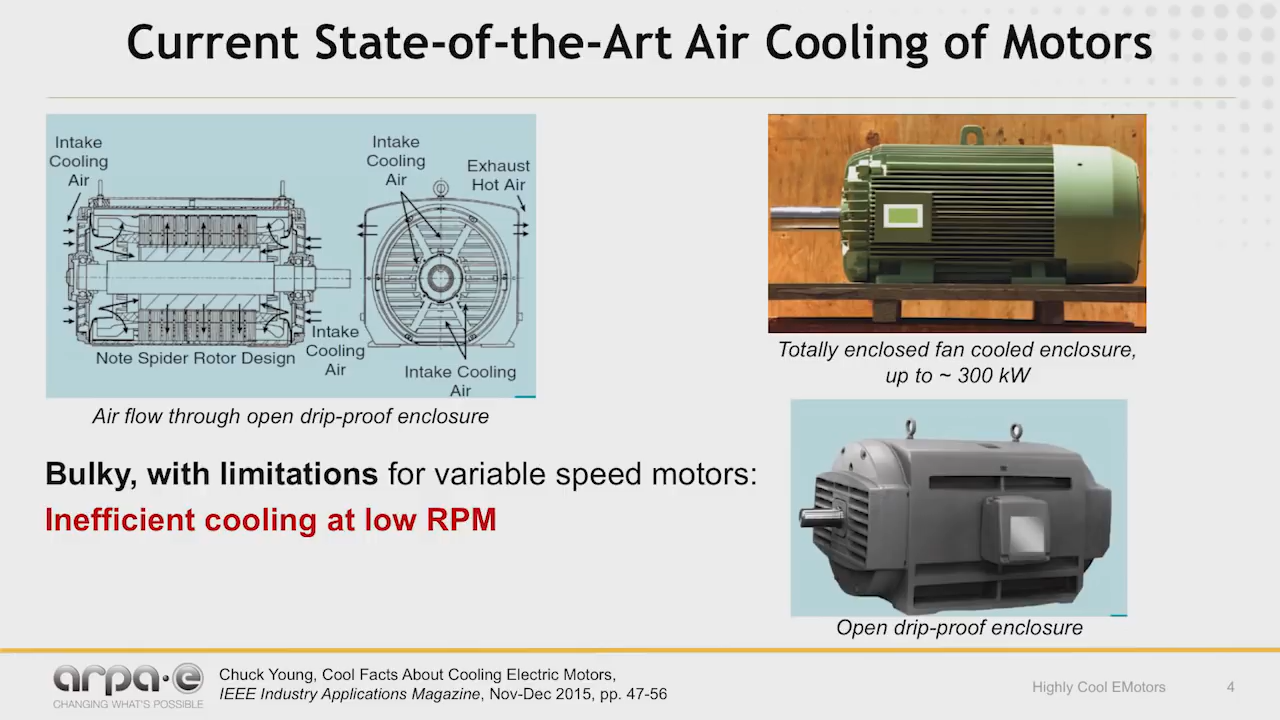 Current State-of-the-Art Air Cooling of Motors
Intake
Cooling
Air
Intake
Cooling
Air
Exhaust
Hot Air
Note Spider Rotor Design
Intake
Cooling
Air
Intake Cooling
Air
Air flow through open drip-proof enclosure
Totally enclosed fan cooled enclosure,
up to ~ 300 kW
Bulky, with limitations for variable speed motors:
Inefficient cooling at low RPM
Open drip-proof enclosure
arpa·e
CHANGING WHAT'S POSSIBLE
Chuck Young, Cool Facts About Cooling Electric Motors,
IEEE Industry Applications Magazine, Nov-Dec 2015, pp. 47-56
Highly Cool EMotors
4